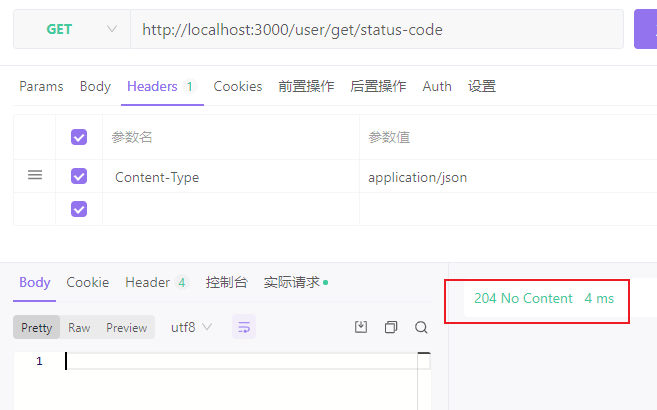 GET http://localhost:3000/user/get/status-code
Params Body Headers 1 Cookies 前置操作 后置操作 Auth 设置
参数名 参数值
Content-Type application/json
Body Cookie Header 4 控制台 实际请求
204 No Content 4 ms
Pretty Raw Preview utf8
1